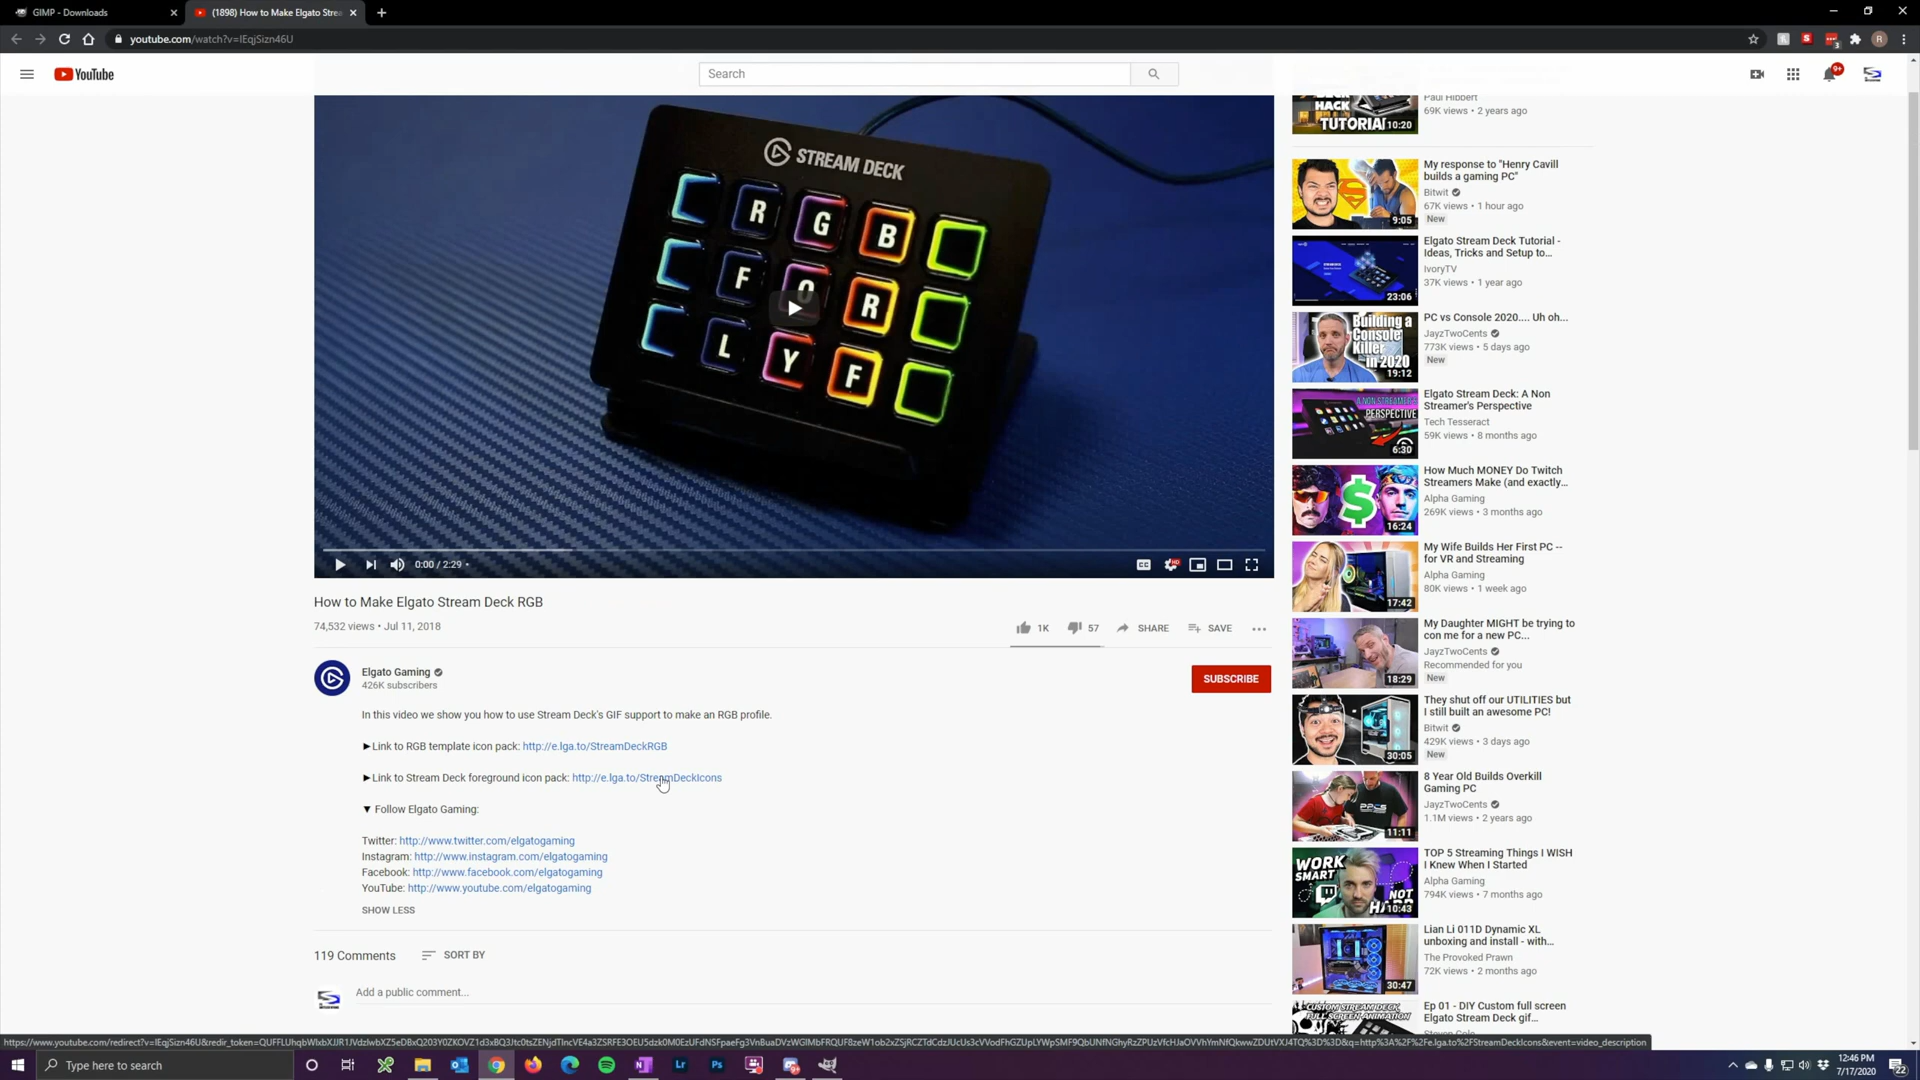 GIMP - Downloads
(1898) How to Make Elgato Strea
youtube.com/watch?v=IEqjSizn46U
3
R
YouTube
Search
9+
STREAM DECK
R G B
F O R
L Y F
0:00 / 2:29
CC
HD
How to Make Elgato Stream Deck RGB
74,532 views • Jul 11, 2018
1K
57
SHARE
SAVE
Elgato Gaming
426K subscribers
SUBSCRIBE
In this video we show you how to use Stream Deck's GIF support to make an RGB profile.
►Link to RGB template icon pack: http://e.lga.to/StreamDeckRGB
►Link to Stream Deck foreground icon pack: http://e.lga.to/StreamDeckIcons
▼ Follow Elgato Gaming:
Twitter: http://www.twitter.com/elgatogaming
Instagram: http://www.instagram.com/elgatogaming
Facebook: http://www.facebook.com/elgatogaming
YouTube: http://www.youtube.com/elgatogaming
SHOW LESS
119 Comments
SORT BY
Add a public comment...
HACK
TUTORIAL
10:20
Paul Hibbert
69K views • 2 years ago
9:05
My response to "Henry Cavill
builds a gaming PC"
Bitwit
67K views • 1 hour ago
New
23:06
Elgato Stream Deck Tutorial -
Ideas, Tricks and Setup to...
IvoryTV
37K views • 1 year ago
Building a
Console
Killer
in 2020
19:12
PC vs Console 2020.... Uh oh...
JayzTwoCents
773K views • 5 days ago
New
A NON STREAMER'S
PERSPECTIVE
6:30
Elgato Stream Deck: A Non
Streamer's Perspective
Tech Tesseract
59K views • 8 months ago
$
16:24
How Much MONEY Do Twitch
Streamers Make (and exactly...
Alpha Gaming
269K views • 3 months ago
17:42
My Wife Builds Her First PC --
for VR and Streaming
Alpha Gaming
80K views • 1 week ago
18:29
My Daughter MIGHT be trying to
con me for a new PC...
JayzTwoCents
Recommended for you
New
30:05
They shut off our UTILITIES but
I still built an awesome PC!
Bitwit
429K views • 3 days ago
New
11:11
8 Year Old Builds Overkill
Gaming PC
JayzTwoCents
1.1M views • 2 years ago
WORK
SMART
NOT
10:43
TOP 5 Streaming Things I WISH
I Knew When I Started
Alpha Gaming
794K views • 7 months ago
30:47
Lian Li 011D Dynamic XL
unboxing and install - with...
The Provoked Prawn
72K views • 2 months ago
CUSTOM STREAM DECK
FULL SCREEN ANIMATION
Ep 01 - DIY Custom full screen
Elgato Stream Deck gif...
Type here to search
Lr
Ps
12:46 PM
7/17/2020
22